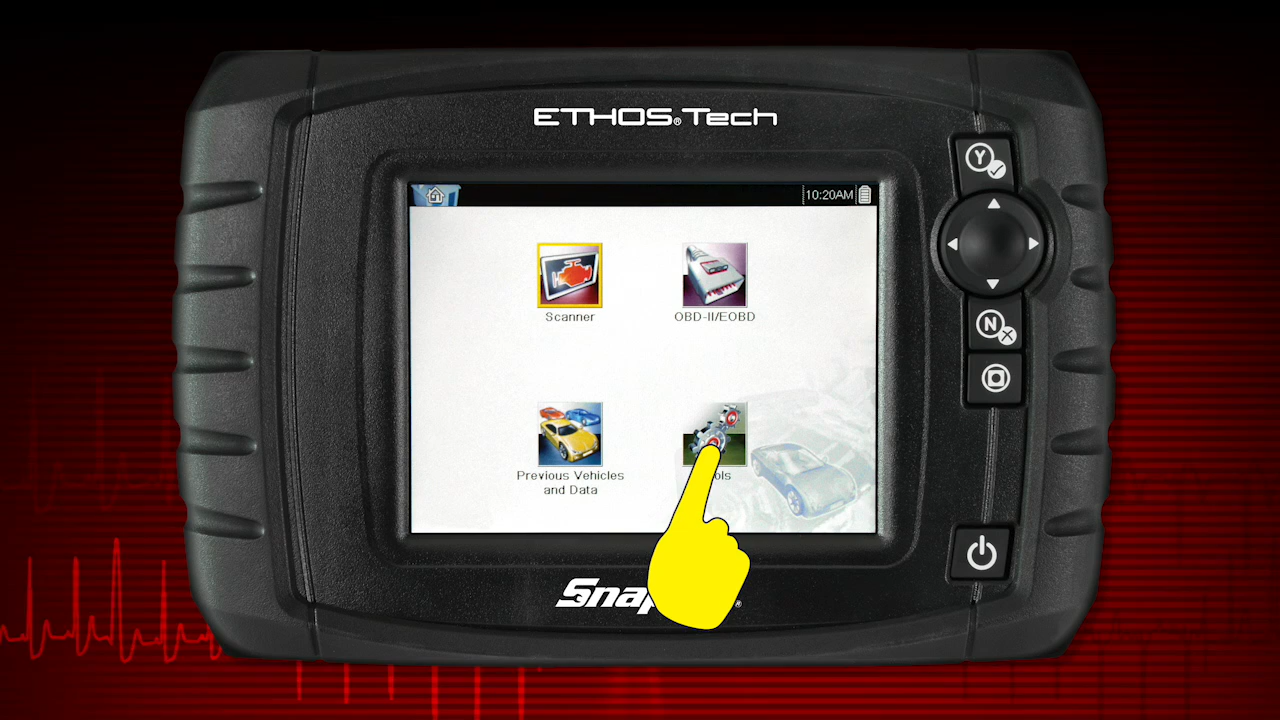 ETHOS® Tech
10:20AM
Scanner
OBD-II/EOBD
Previous Vehicles
and Data
Y
N